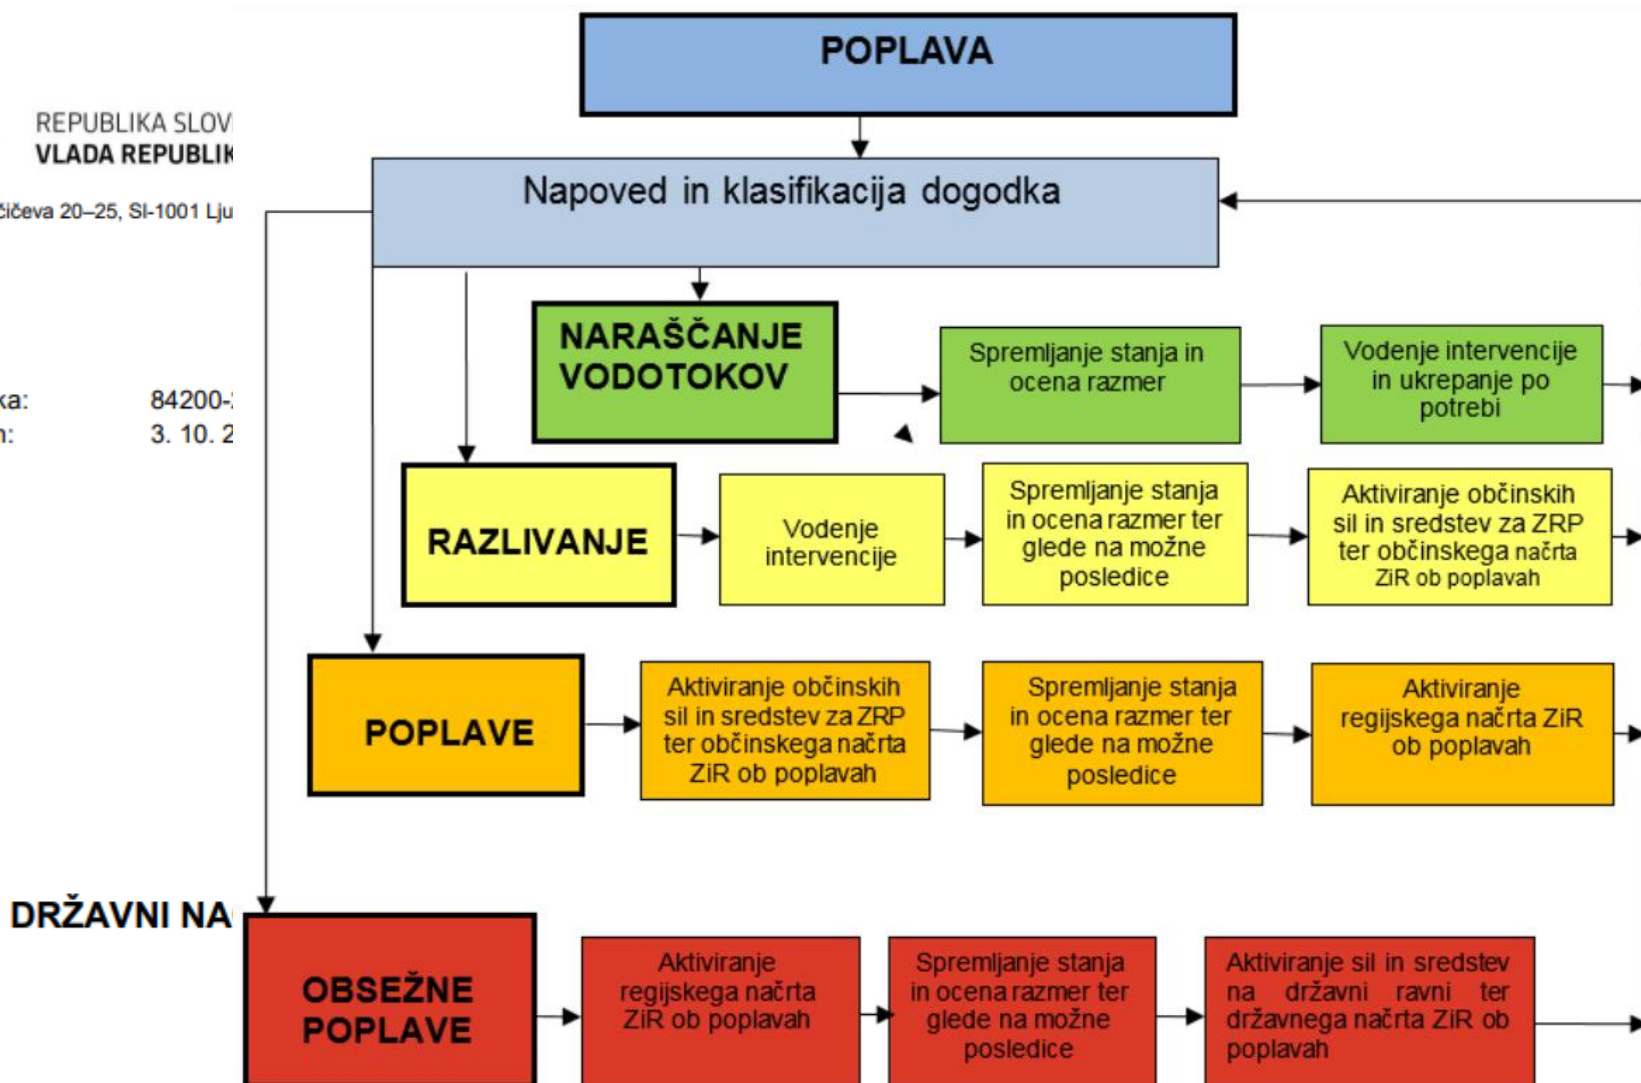 POPLAVA
REPUBLIKA SLOV
VLADA REPUBLIK
čičeva 20–25, SI-1001 Lju
Napoved in klasifikacija dogodka
ka:
84200-
n:
3. 10. 2
NARAŠČANJE
VODOTOKOV
Spremljanje stanja in
ocena razmer
Vodenje intervencije
in ukrepanje po
potrebi
RAZLIVANJE
Vodenje
intervencije
Spremljanje stanja
in ocena razmer ter
glede na možne
posledice
Aktiviranje občinskih
sil in sredstev za ZRP
ter občinskega načrta
ZiR ob poplavah
POPLAVE
Aktiviranje občinskih
sil in sredstev za ZRP
ter občinskega načrta
ZiR ob poplavah
Spremljanje stanja
in ocena razmer ter
glede na možne
posledice
Aktiviranje
regijskega načrta ZiR
ob poplavah
DRŽAVNI NA
OBSEŽNE
POPLAVE
Aktiviranje
regijskega načrta
ZiR ob poplavah
Spremljanje stanja
in ocena razmer ter
glede na možne
posledice
Aktiviranje sil in sredstev
na državni ravni ter
državnega načrta ZiR ob
poplavah